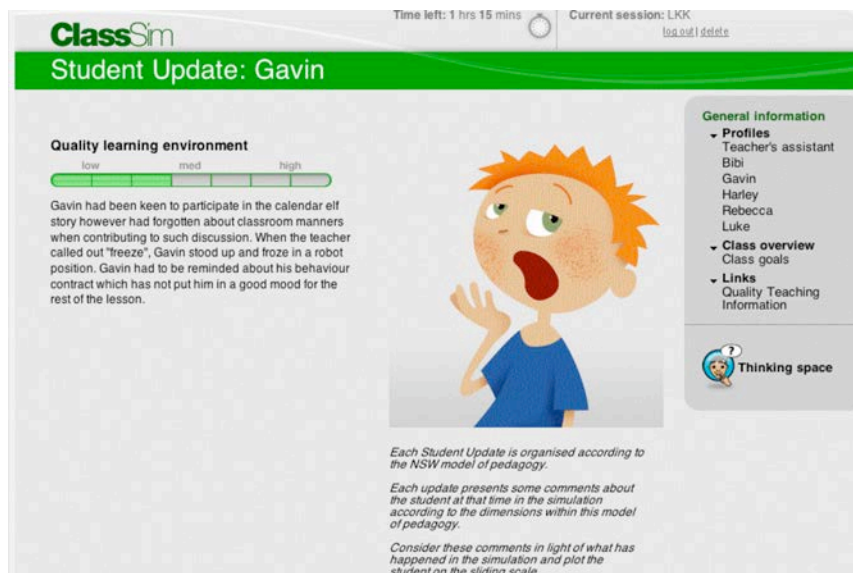 Time left: 1 hrs 15 mins
Current session: LKK
log out | delete
ClassSim
Student Update: Gavin
Quality learning environment
low med high
Gavin had been keen to participate in the calendar elf
story however had forgotten about classroom manners
when contributing to such discussion. When the teacher
called out "freeze", Gavin stood up and froze in a robot
position. Gavin had to be reminded about his behaviour
contract which has not put him in a good mood for the
rest of the lesson.
Each Student Update is organised according to
the NSW model of pedagogy.
Each update presents some comments about
the student at that time in the simulation
according to the dimensions within this model
of pedagogy.
Consider these comments in light of what has
happened in the simulation and plot the
student on the sliding scale
General information
Profiles
Teacher's assistant
Bibi
Gavin
Harley
Rebecca
Luke
Class overview
Class goals
Links
Quality Teaching
Information
?
Thinking space